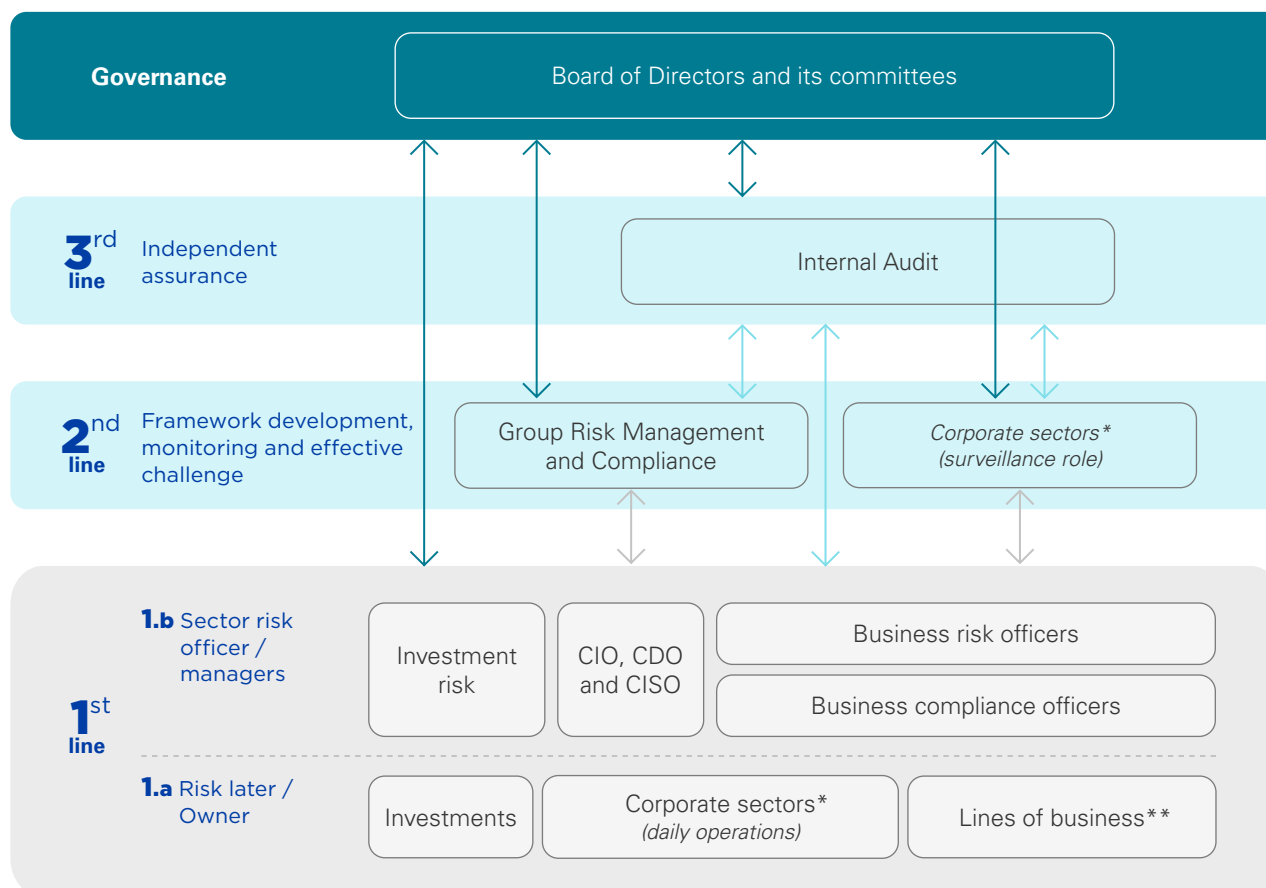 Governance
Board of Directors and its committees
3rd
line
Independent
assurance
Internal Audit
2nd
line
Framework development,
monitoring and effective
challenge
Group Risk Management
and Compliance
Corporate sectors*
(surveillance role)
1st
line
1.b Sector risk
officer /
managers
Investment
risk
CIO, CDO
and CISO
Business risk officers
Business compliance officers
1.a Risk later /
Owner
Investments
Corporate sectors*
(daily operations)
Lines of business**